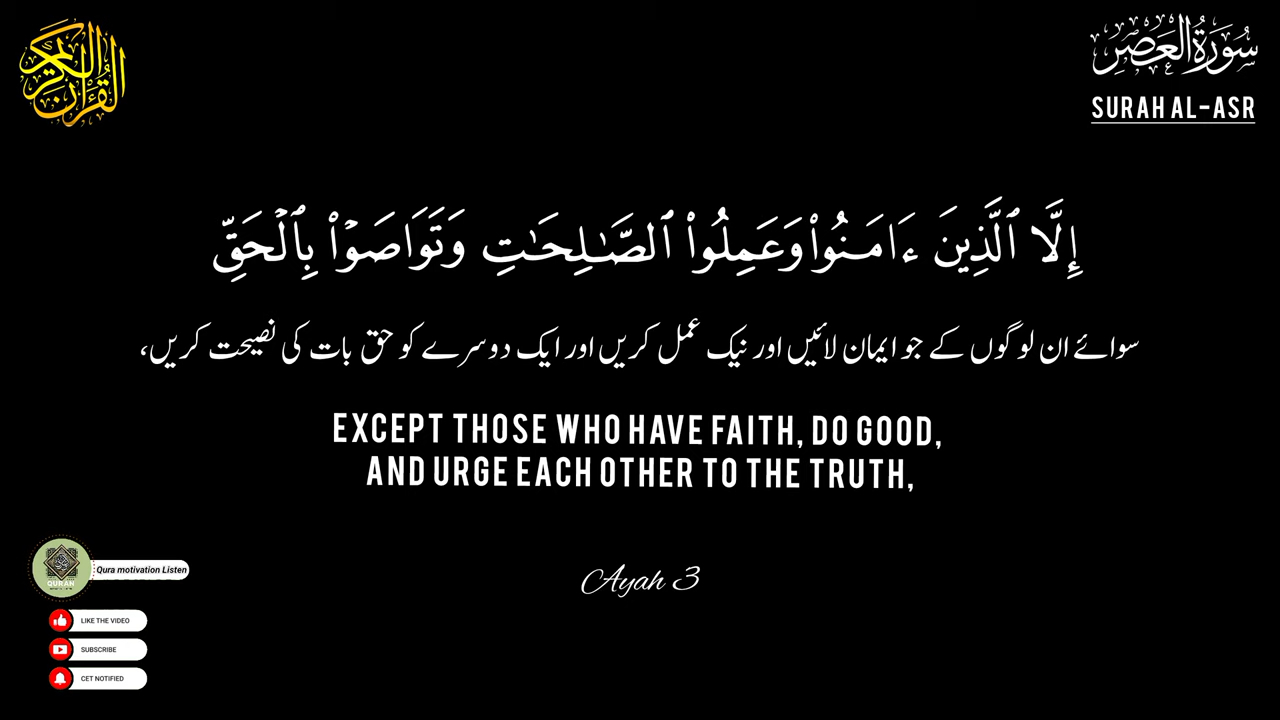 القرآن الكريم
سُورَةُ العَصْرِ
SURAH AL-ASR
إِلَّا ٱلَّذِينَ ءَامَنُوا۟ وَعَمِلُوا۟ ٱلصَّـٰلِحَـٰتِ وَتَوَاصَوْا۟ بِٱلْحَقِّ
سوائے ان لوگوں کے جو ایمان لائیں اور نیک عمل کریں اور ایک دوسرے کو حق بات کی نصیحت کریں،
EXCEPT THOSE WHO HAVE FAITH, DO GOOD,
AND URGE EACH OTHER TO THE TRUTH,
Ayah 3
QURAN
Qura motivation Listen
LIKE THE VIDEO
SUBSCRIBE
GET NOTIFIED